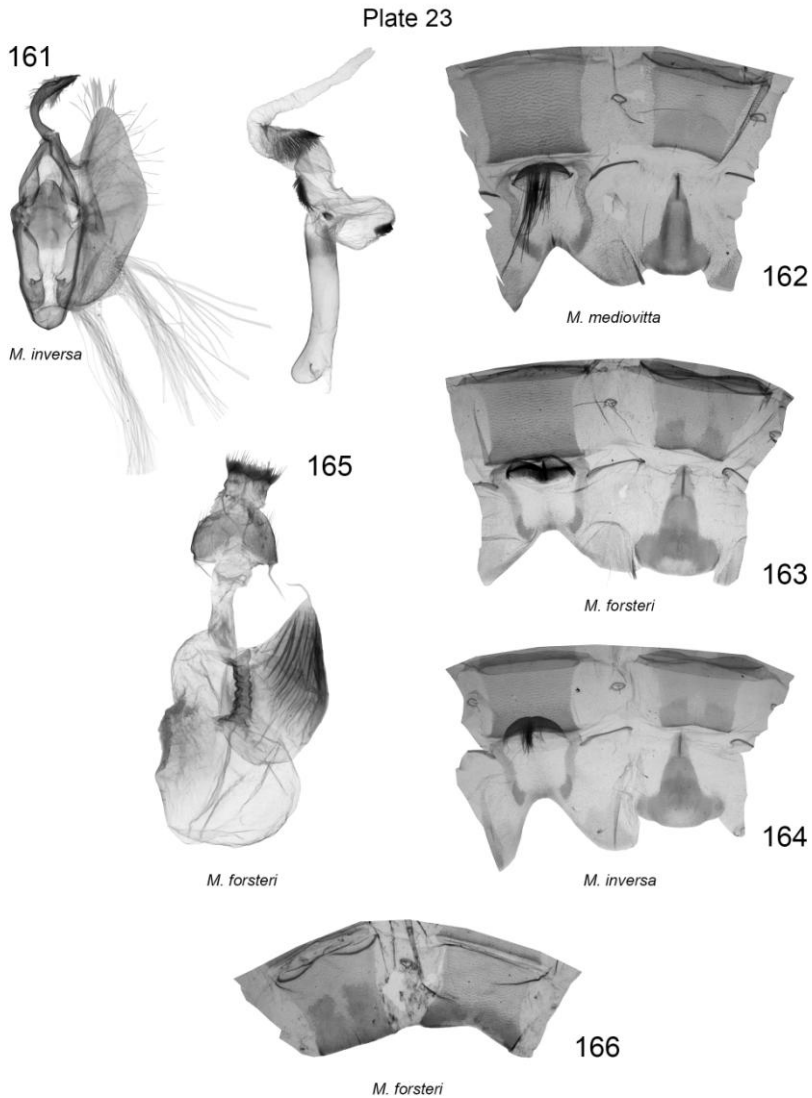 Plate 23
161
M. inversa
162
M. mediovitta
163
M. forsteri
165
M. forsteri
164
M. inversa
166
M. forsteri